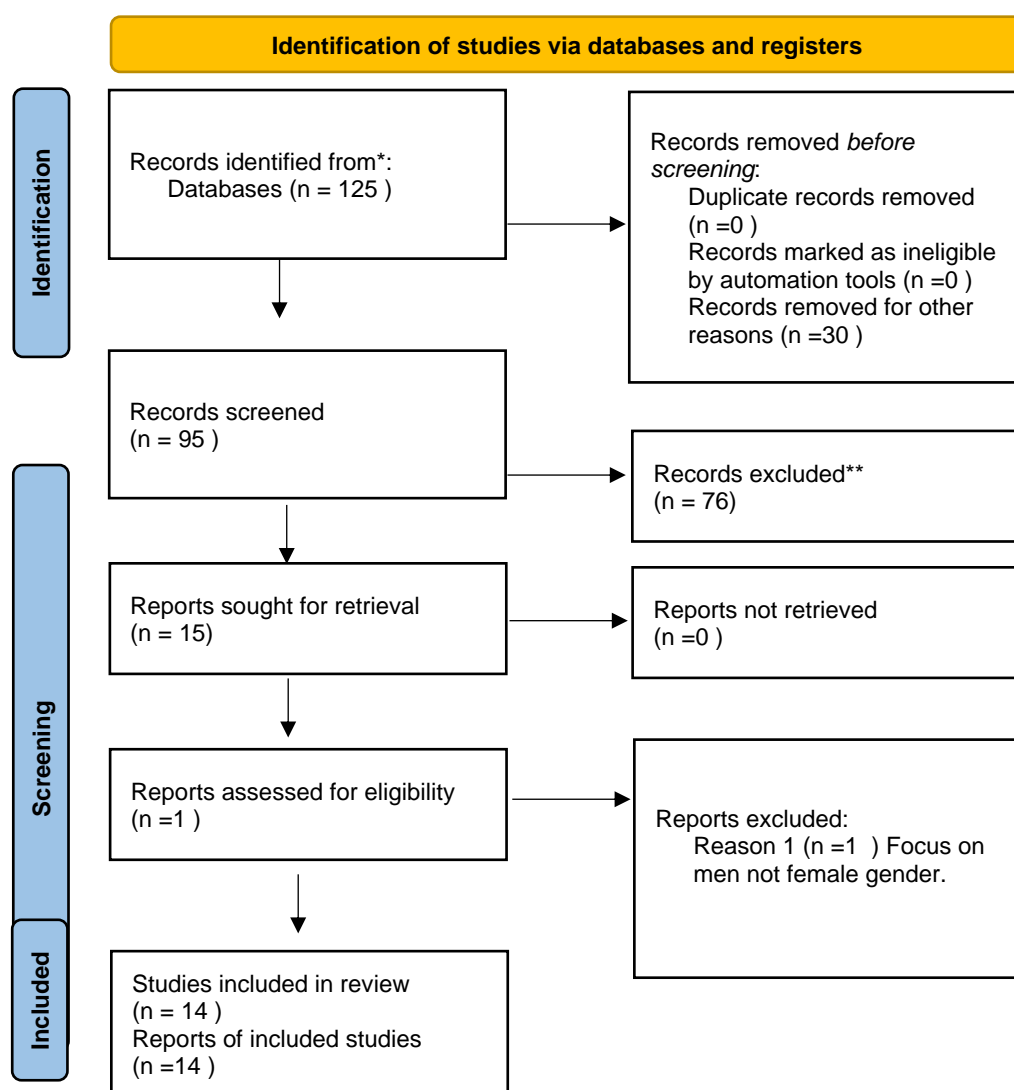 Identification of studies via databases and registers
Identification
Records identified from*:
Databases (n = 125 )
Records removed before
screening:
Duplicate records removed
(n =0 )
Records marked as ineligible
by automation tools (n =0 )
Records removed for other
reasons (n =30 )
Screening
Records screened
(n = 95 )
Records excluded**
(n = 76)
Reports sought for retrieval
(n = 15)
Reports not retrieved
(n =0 )
Reports assessed for eligibility
(n =1 )
Reports excluded:
Reason 1 (n =1 ) Focus on
men not female gender.
Included
Studies included in review
(n = 14 )
Reports of included studies
(n =14 )